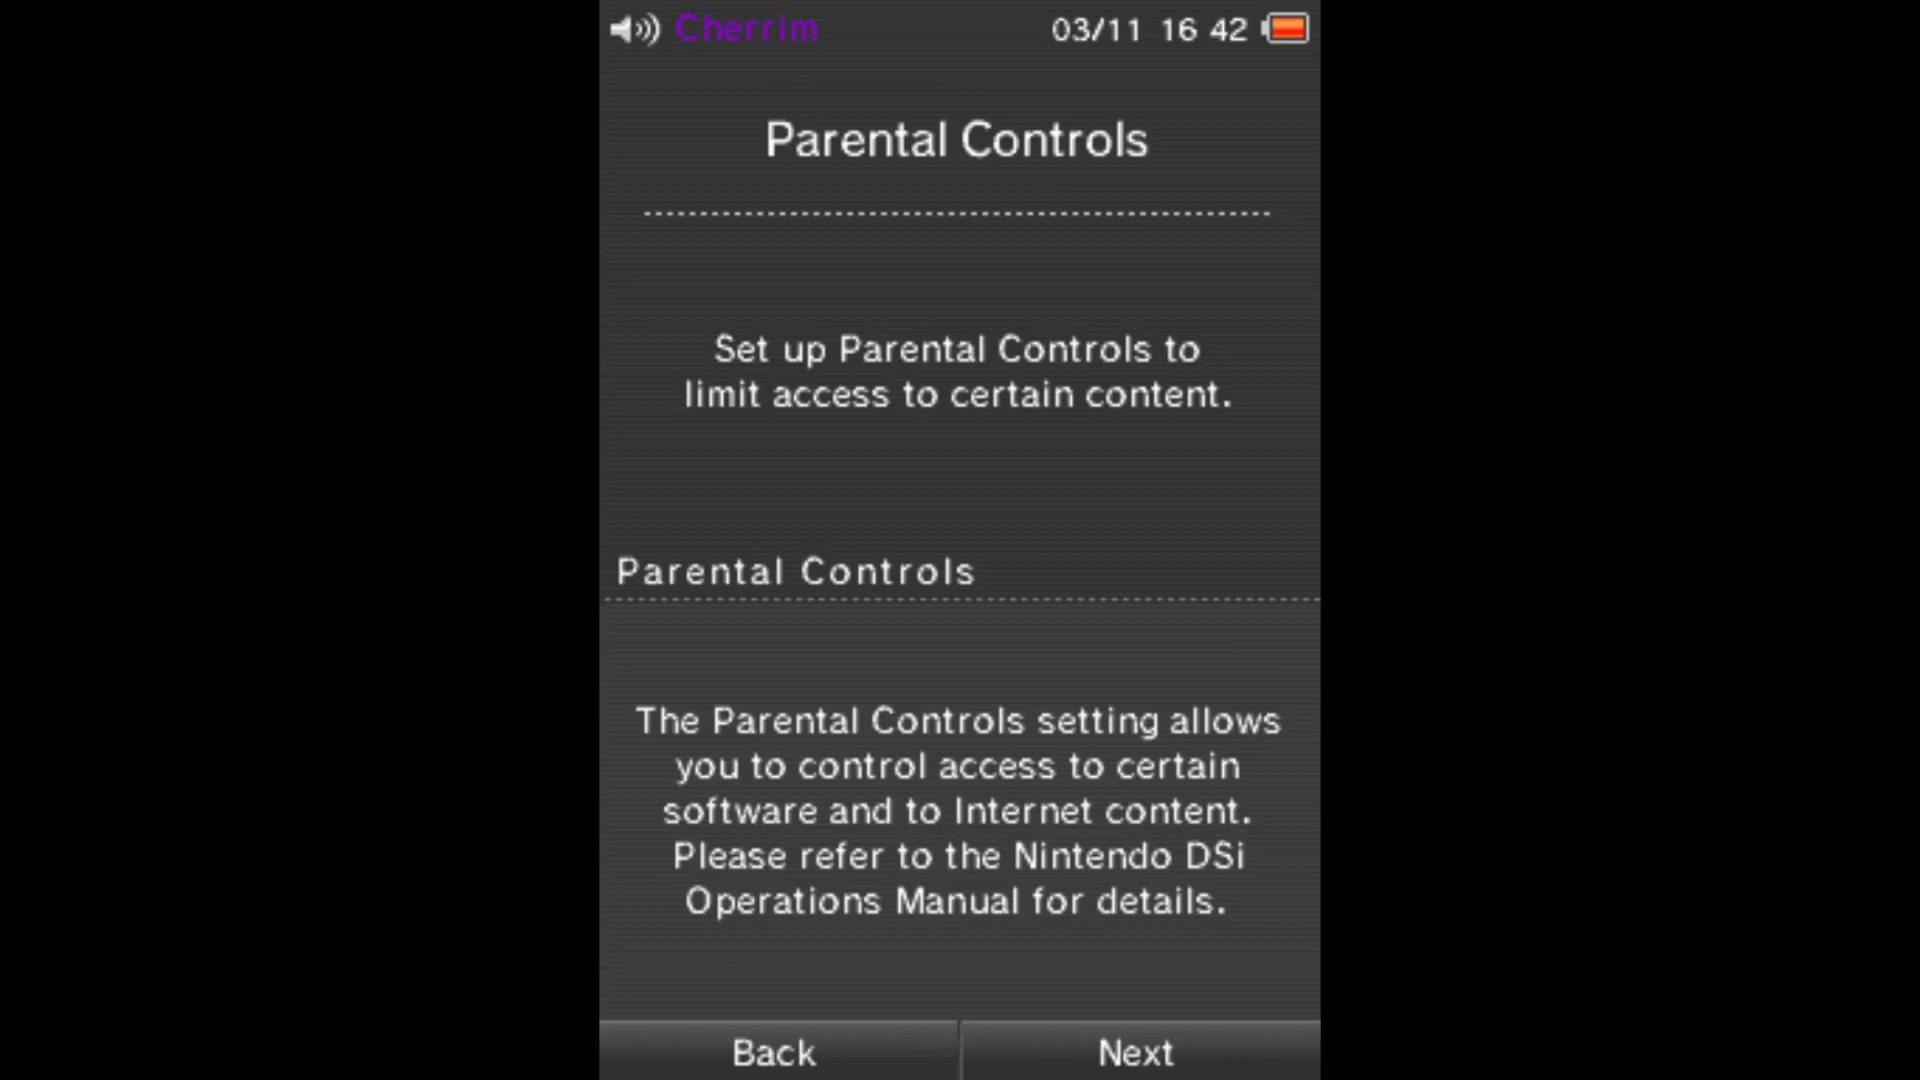 Cherrim 03/11 16 42
Parental Controls
Set up Parental Controls to
limit access to certain content.
Parental Controls
The Parental Controls setting allows
you to control access to certain
software and to Internet content.
Please refer to the Nintendo DSi
Operations Manual for details.
Back Next